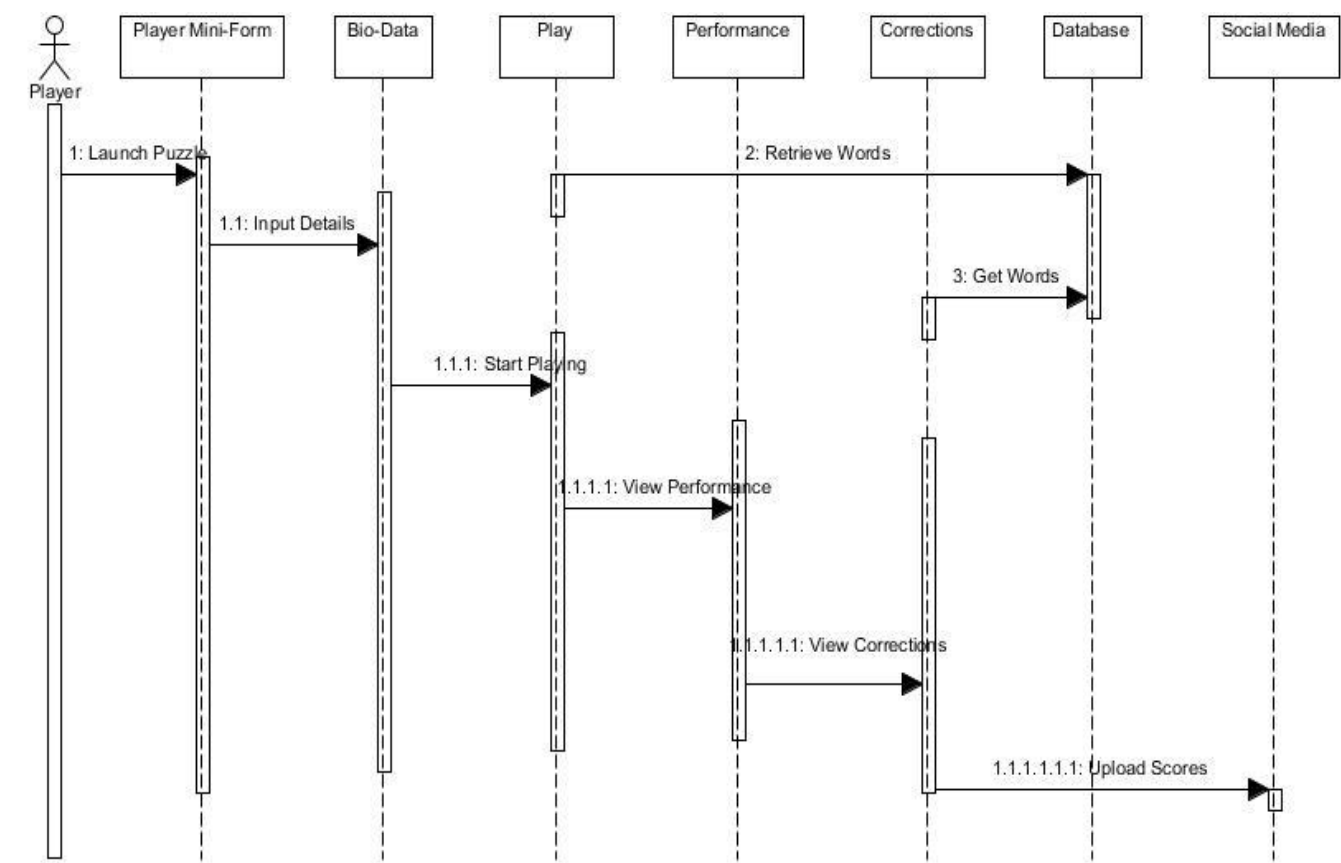 Player Mini-Form
Bio-Data
Play
Performance
Corrections
Database
Social Media
Player
1: Launch Puzzle
2: Retrieve Words
1.1: Input Details
3: Get Words
1.1.1: Start Playing
1.1.1.1: View Performance
1.1.1.1.1: View Corrections
1.1.1.1.1.1: Upload Scores